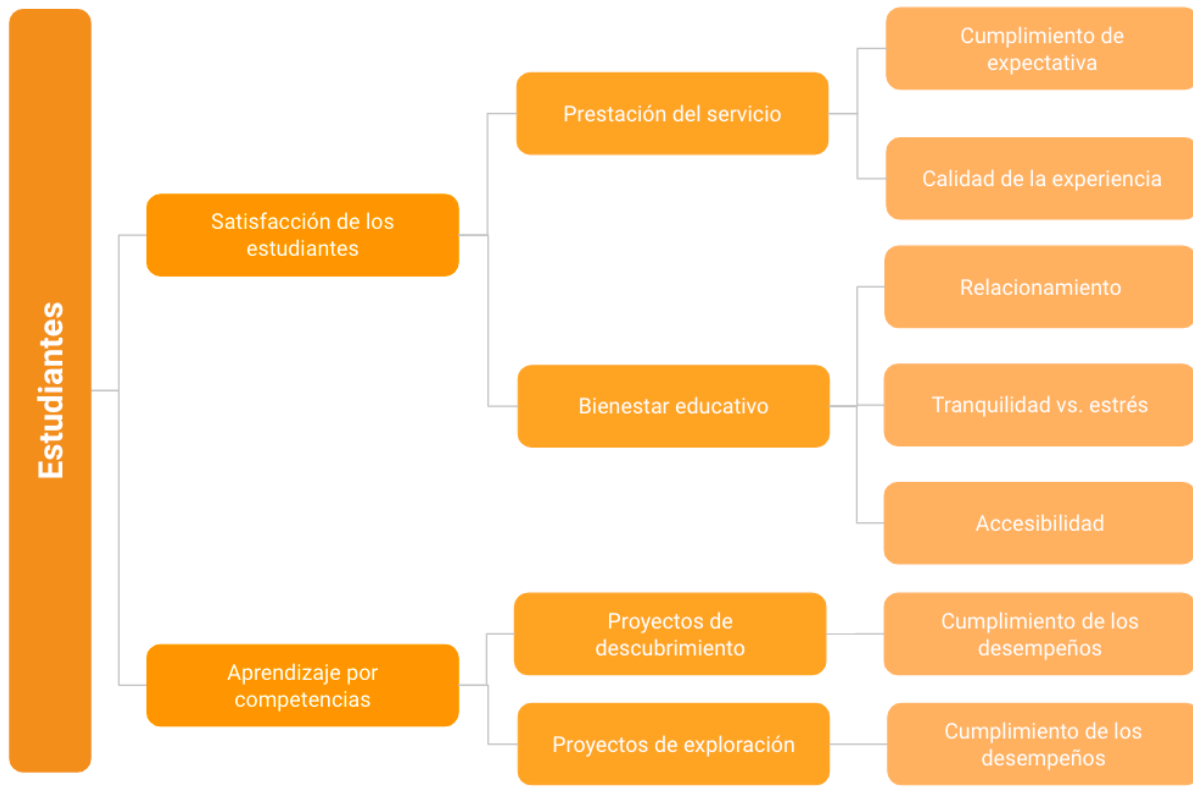 Estudiantes
Satisfacción de los
estudiantes
Prestación del servicio
Cumplimiento de
expectativa
Calidad de la experiencia
Bienestar educativo
Relacionamiento
Tranquilidad vs. estrés
Accesibilidad
Aprendizaje por
competencias
Proyectos de
descubrimiento
Cumplimiento de los
desempeños
Proyectos de exploración
Cumplimiento de los
desempeños